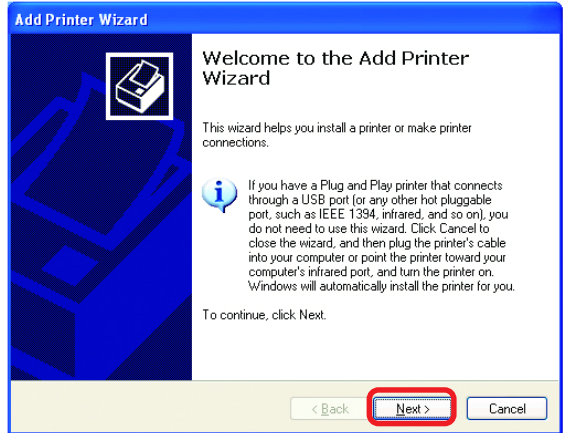 Add Printer Wizard
Welcome to the Add Printer
Wizard
This wizard helps you install a printer or make printer
connections.
If you have a Plug and Play printer that connects
through a USB port (or any other hot pluggable
port, such as IEEE 1394, infrared, and so on), you
do not need to use this wizard. Click Cancel to
close the wizard, and then plug the printer's cable
into your computer or point the printer toward your
computer's infrared port, and turn the printer on.
Windows will automatically install the printer for you.
To continue, click Next.
< Back Next > Cancel